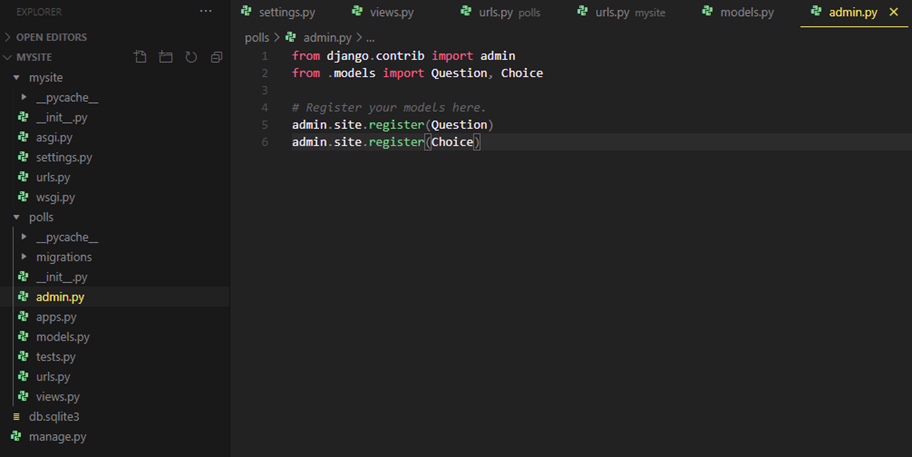 EXPLORER
...
OPEN EDITORS
MYSITE
mysite
__pycache__
__init__.py
asgi.py
settings.py
urls.py
wsgi.py
polls
__pycache__
migrations
__init__.py
admin.py
apps.py
models.py
tests.py
urls.py
views.py
db.sqlite3
manage.py
settings.py views.py urls.py polls urls.py mysite models.py admin.py
polls > admin.py > ...
1 from django.contrib import admin
2 from .models import Question, Choice
3
4 # Register your models here.
5 admin.site.register(Question)
6 admin.site.register(Choice)